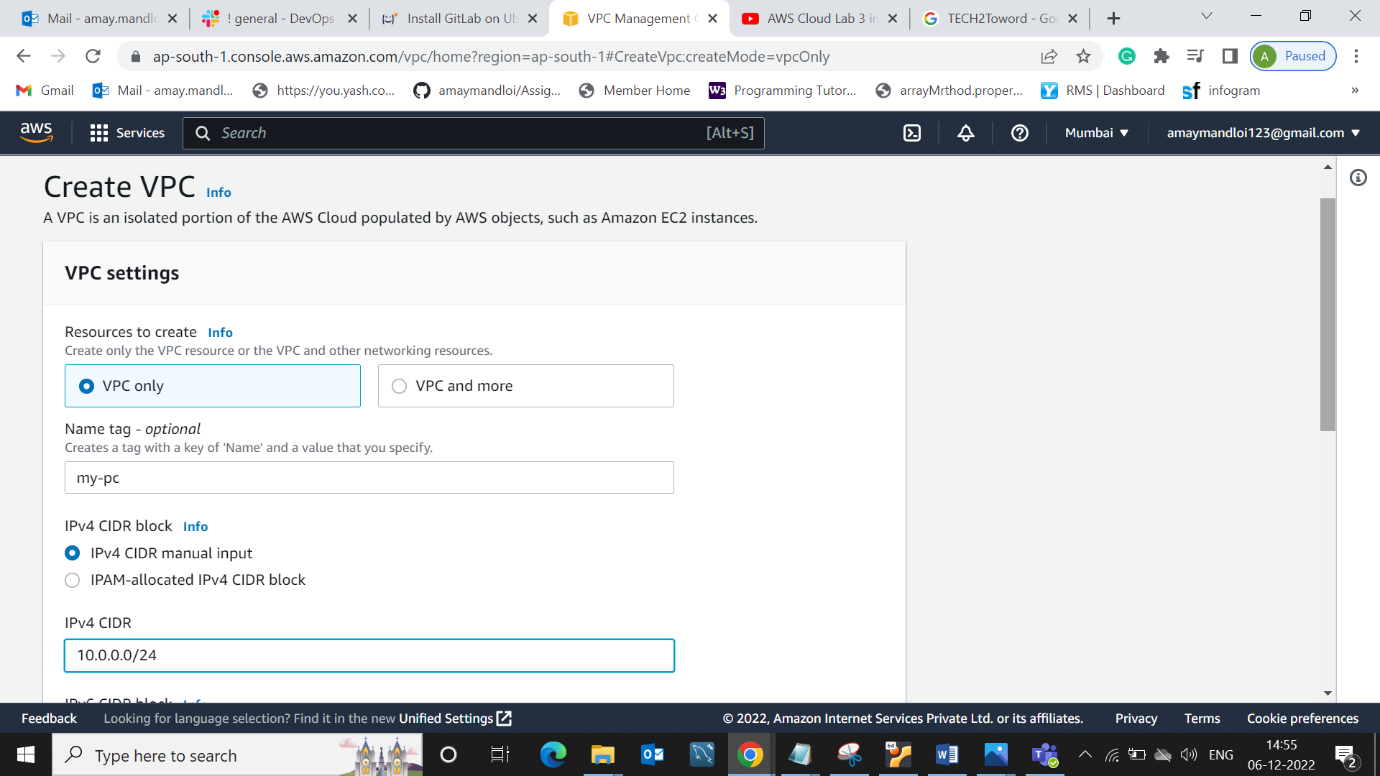 Mail - amay.mandl
! general - DevOps
Install GitLab on Ub
VPC Management
AWS Cloud Lab 3 in
TECH2Toword - Go
ap-south-1.console.aws.amazon.com/vpc/home?region=ap-south-1#CreateVpc:createMode=vpcOnly
A
Paused
Gmail
Mail - amay.mandl...
https://you.yash.co...
amaymandloi/Assig...
Member Home
W3
Programming Tutor...
arrayMrthod.proper...
RMS | Dashboard
sf
infogram
»
aws
Services
Search
[Alt+S]
Mumbai ▼
amaymandloi123@gmail.com ▼
Create VPC Info
A VPC is an isolated portion of the AWS Cloud populated by AWS objects, such as Amazon EC2 instances.
VPC settings
Resources to create Info
Create only the VPC resource or the VPC and other networking resources.
VPC only
VPC and more
Name tag - optional
Creates a tag with a key of 'Name' and a value that you specify.
my-pc
IPv4 CIDR block Info
IPv4 CIDR manual input
IPAM-allocated IPv4 CIDR block
IPv4 CIDR
10.0.0.0/24
IPv6 CIDR block Info
Feedback
Looking for language selection? Find it in the new Unified Settings
© 2022, Amazon Internet Services Private Ltd. or its affiliates.
Privacy
Terms
Cookie preferences
Type here to search
ENG
14:55
06-12-2022
2